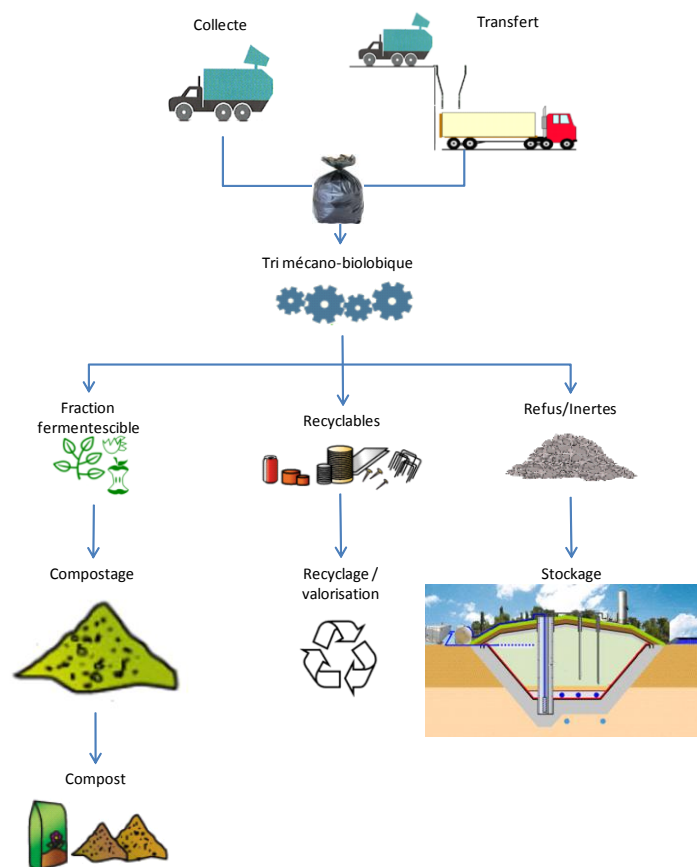 Collecte
Transfert
Tri mécano-biolobique
Fraction
fermentescible
Recyclables
Refus/Inertes
Compostage
Recyclage /
valorisation
Stockage
Compost